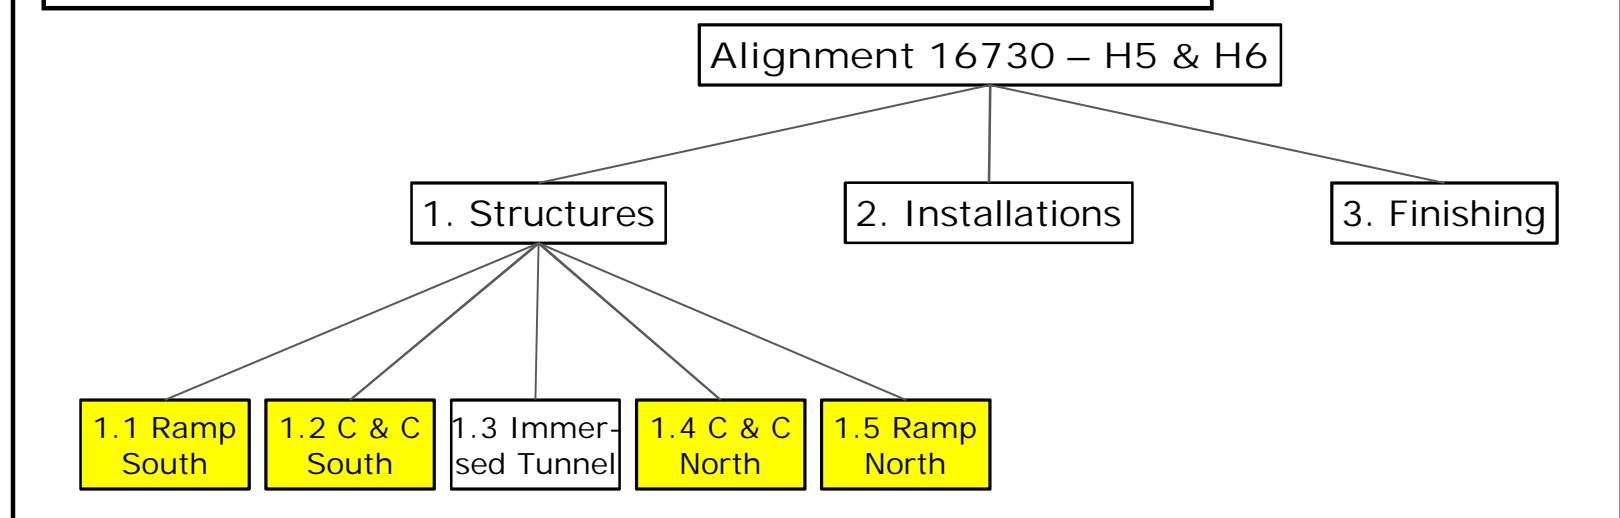 Alignment 16730 – H5 & H6
1. Structures
2. Installations
3. Finishing
1.1 Ramp
South
1.2 C & C
South
1.3 Immer-
sed Tunnel
1.4 C & C
North
1.5 Ramp
North